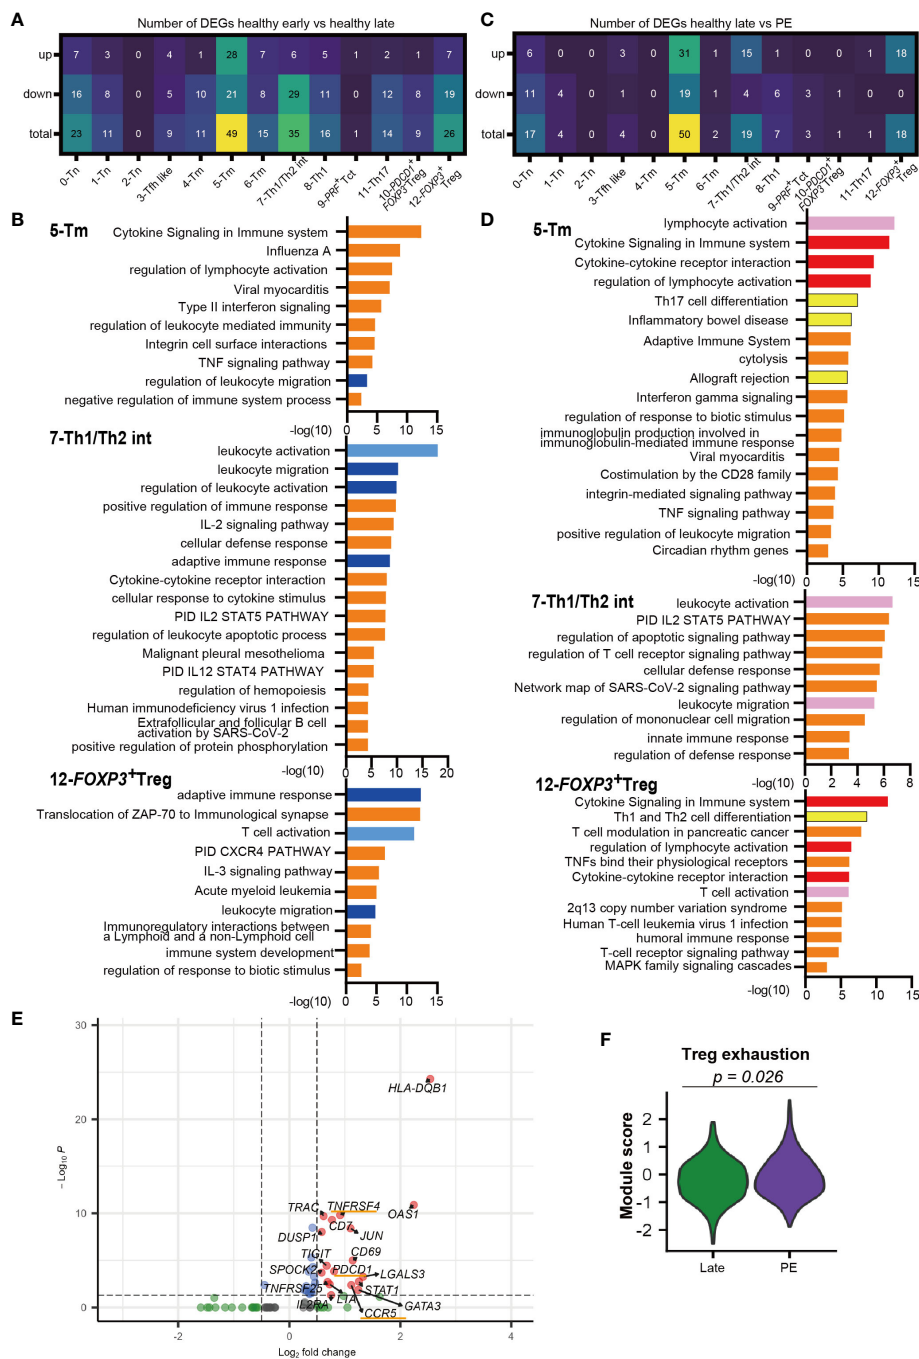 A
Number of DEGs healthy early vs healthy late
up 7 1 0 4 1 28 7 6 5 1 2 1 7
down 16 8 0 5 10 21 8 29 11 0 12 8 19
total 23 11 0 9 11 49 15 35 16 1 14 9 26
0-Tn 1-Tn 2-Tn 3-Tfh like 4-Tm 5-Tm 6-Tm 7-Th1/Th2 int 8-Th1 9-PRF+Tct 11-Th17 10-PDCD1+ FOXP3+Treg 12-FOXP3+ Treg
C
Number of DEGs healthy late vs PE
up 6 0 0 3 0 31 1 15 1 0 0 1 18
down 11 4 0 1 4 19 1 4 6 3 1 0 0
total 17 4 0 4 4 50 2 19 7 3 1 1 18
0-Tn 1-Tn 2-Tn 3-Tfh like 4-Tm 5-Tm 6-Tm 7-Th1/Th2 int 8-Th1 9-PRF+Tct 10-PDCD1+ FOXP3+Treg 11-Th17 12-FOXP3+ Treg
B
5-Tm
Cytokine Signaling in Immune system
Influenza A
regulation of lymphocyte activation
Viral myocarditis
Type II interferon signaling
regulation of leukocyte mediated immunity
Integrin cell surface interactions
TNF signaling pathway
regulation of leukocyte migration
negative regulation of immune system process
-log(10) 0 5 10 15
7-Th1/Th2 int
leukocyte activation
leukocyte migration
regulation of leukocyte activation
positive regulation of immune response
IL-2 signaling pathway
cellular defense response
adaptive immune response
Cytokine-cytokine receptor interaction
cellular response to cytokine stimulus
PID IL2 STAT5 PATHWAY
regulation of leukocyte apoptotic process
Malignant pleural mesothelioma
PID IL12 STAT4 PATHWAY
regulation of hemopoiesis
Human immunodeficiency virus 1 infection
Extrafollicular and follicular B cell
activation by SARS-CoV-2
positive regulation of protein phosphorylation
-log(10) 0 5 10 15 20
12-FOXP3+Treg
adaptive immune response
Translocation of ZAP-70 to Immunological synapse
T cell activation
PID CXCR4 PATHWAY
IL-3 signaling pathway
Acute myeloid leukemia
leukocyte migration
Immunoregulatory interactions between
a Lymphoid and a non-Lymphoid cell
immune system development
regulation of response to biotic stimulus
-log(10) 0 5 10 15
D
5-Tm
lymphocyte activation
Cytokine Signaling in Immune system
Cytokine-cytokine receptor interaction
regulation of lymphocyte activation
Th17 cell differentiation
Inflammatory bowel disease
Adaptive Immune System
cytolysis
Allograft rejection
Interferon gamma signaling
regulation of response to biotic stimulus
immunoglobulin production involved in
immunoglobulin-mediated immune response
Viral myocarditis
Costimulation by the CD28 family
integrin-mediated signaling pathway
TNF signaling pathway
positive regulation of leukocyte migration
Circadian rhythm genes
-log(10) 0 5 10 15
7-Th1/Th2 int
leukocyte activation
PID IL2 STAT5 PATHWAY
regulation of apoptotic signaling pathway
regulation of T cell receptor signaling pathway
cellular defense response
Network map of SARS-CoV-2 signaling pathway
leukocyte migration
regulation of mononuclear cell migration
innate immune response
regulation of defense response
-log(10) 0 2 4 6 8
12-FOXP3+Treg
Cytokine Signaling in Immune system
Th1 and Th2 cell differentiation
T cell modulation in pancreatic cancer
regulation of lymphocyte activation
TNFs bind their physiological receptors
Cytokine-cytokine receptor interaction
T cell activation
2q13 copy number variation syndrome
Human T-cell leukemia virus 1 infection
humoral immune response
T-cell receptor signaling pathway
MAPK family signaling cascades
-log(10) 0 5 10 15
E
30
20
10
0
− Log10 P
HLA-DQB1
OAS1
TRAC TNFRSF4
CD7
DUSP1 JUN
TIGIT CD69
SPOCK2 PDCD1 LGALS3
TNFRSF25 STAT1
IL2RA LTA GATA3
CCR5
-2 0 2 4
Log2 fold change
F
Treg exhaustion
p = 0.026
Module score
2
1
0
-1
-2
Late PE